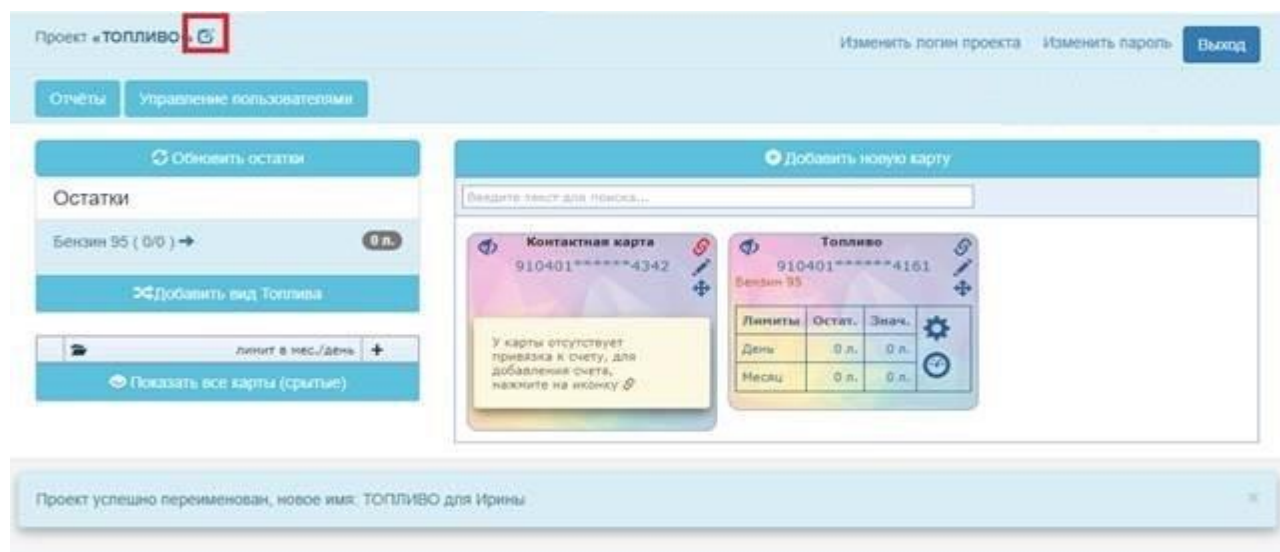 Проект «ТОПЛИВО»
Изменить логин проекта Изменить пароль Выход
Отчёты Управление пользователями
Обновить остатки
Остатки
Бензин 95 ( 0/0 ) 0 л.
Добавить вид Топлива
лимит в мес./день +
Показать все карты (срытые)
Добавить новую карту
Введите текст для поиска...
Контактная карта
910401******4342
У карты отсутствует
привязка к счету, для
добавления счета,
нажмите на иконку
Топливо
910401******4161
Бензин 95
Лимиты Остат. Знач.
День 0 л. 0 л.
Месяц 0 л. 0 л.
Проект успешно переименован, новое имя: ТОПЛИВО для Ирины ×